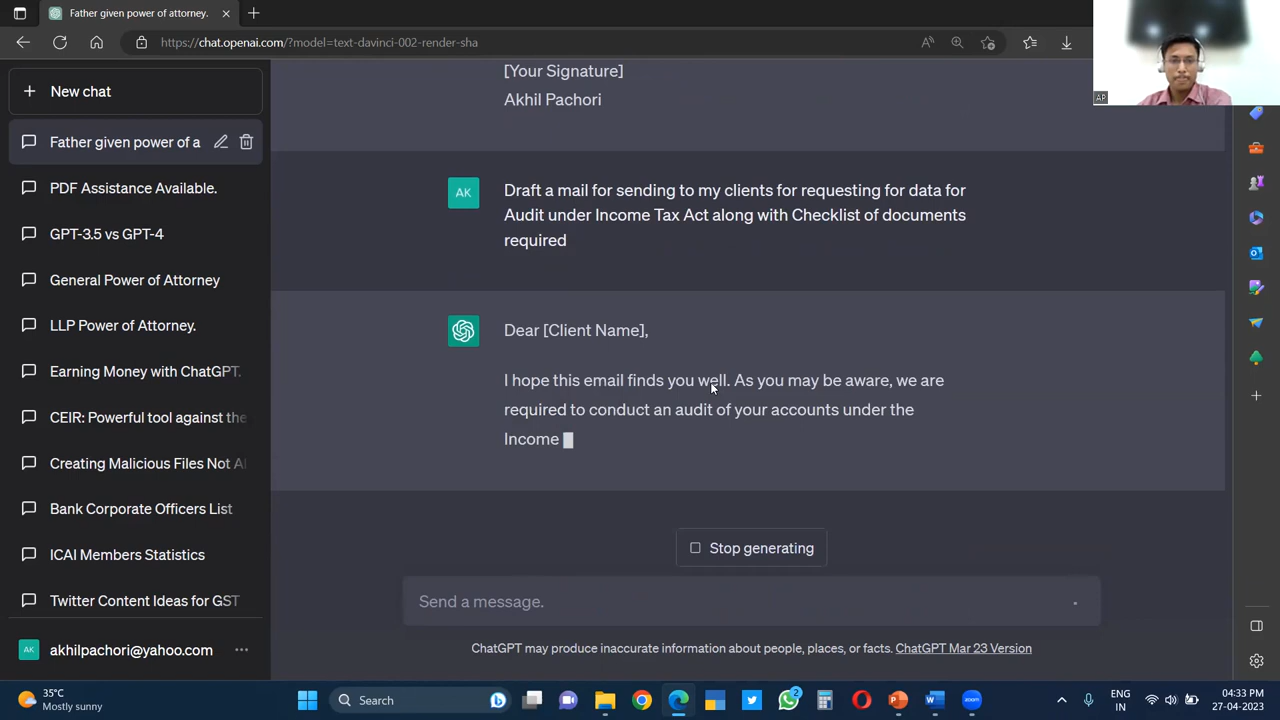 Father given power of attorney.
https://chat.openai.com/?model=text-davinci-002-render-sha
AP
New chat
Father given power of a
PDF Assistance Available.
GPT-3.5 vs GPT-4
General Power of Attorney
LLP Power of Attorney.
Earning Money with ChatGPT.
CEIR: Powerful tool against the
Creating Malicious Files Not Al
Bank Corporate Officers List
ICAI Members Statistics
Twitter Content Ideas for GST
AK akhilpachori@yahoo.com
[Your Signature]
Akhil Pachori
AK
Draft a mail for sending to my clients for requesting for data for
Audit under Income Tax Act along with Checklist of documents
required
Dear [Client Name],
I hope this email finds you well. As you may be aware, we are
required to conduct an audit of your accounts under the
Income
Stop generating
Send a message.
ChatGPT may produce inaccurate information about people, places, or facts. ChatGPT Mar 23 Version
35°C
Mostly sunny
Search
2
zoom
ENG
IN
04:33 PM
27-04-2023